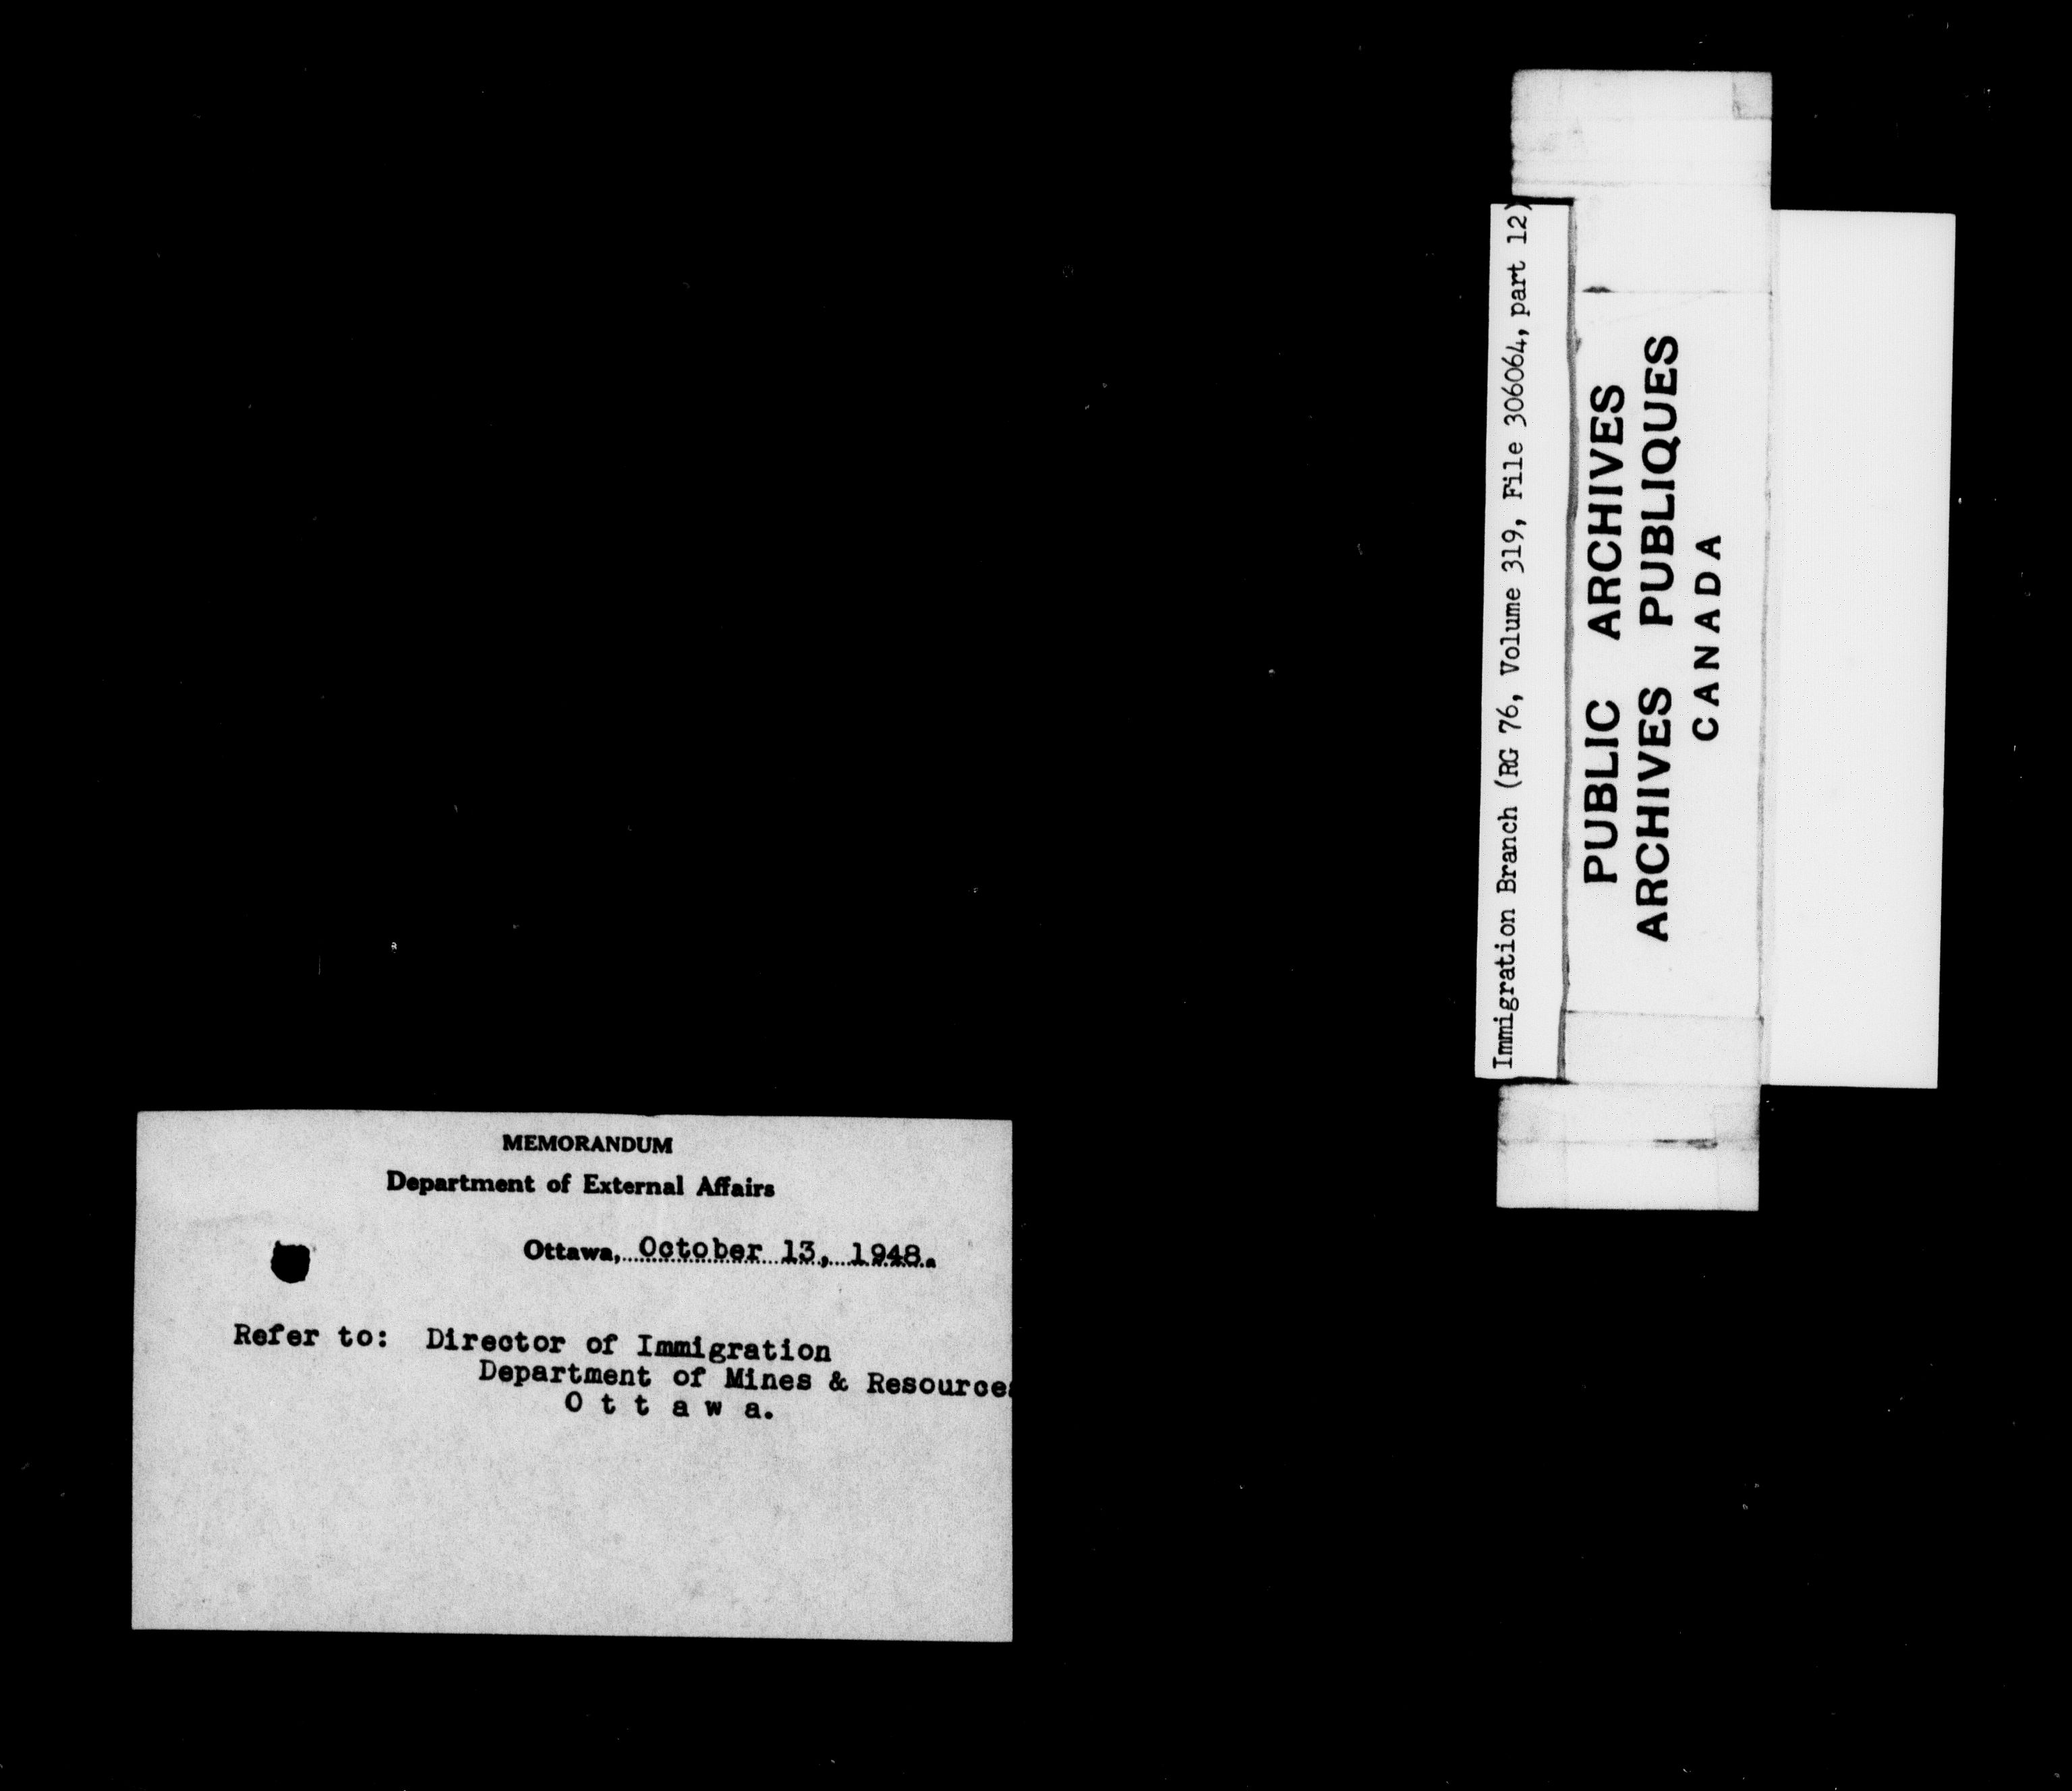 MEMORANDUM
Department of External Affairs
Ottawa, October 13, 1948.
Refer to: Director of Immigration
Department of Mines & Resources
O t t a w a.
Immigration Branch (RG 76, Volume 319, File 306064, part 12)
PUBLIC ARCHIVES
ARCHIVES PUBLIQUES
CANADA